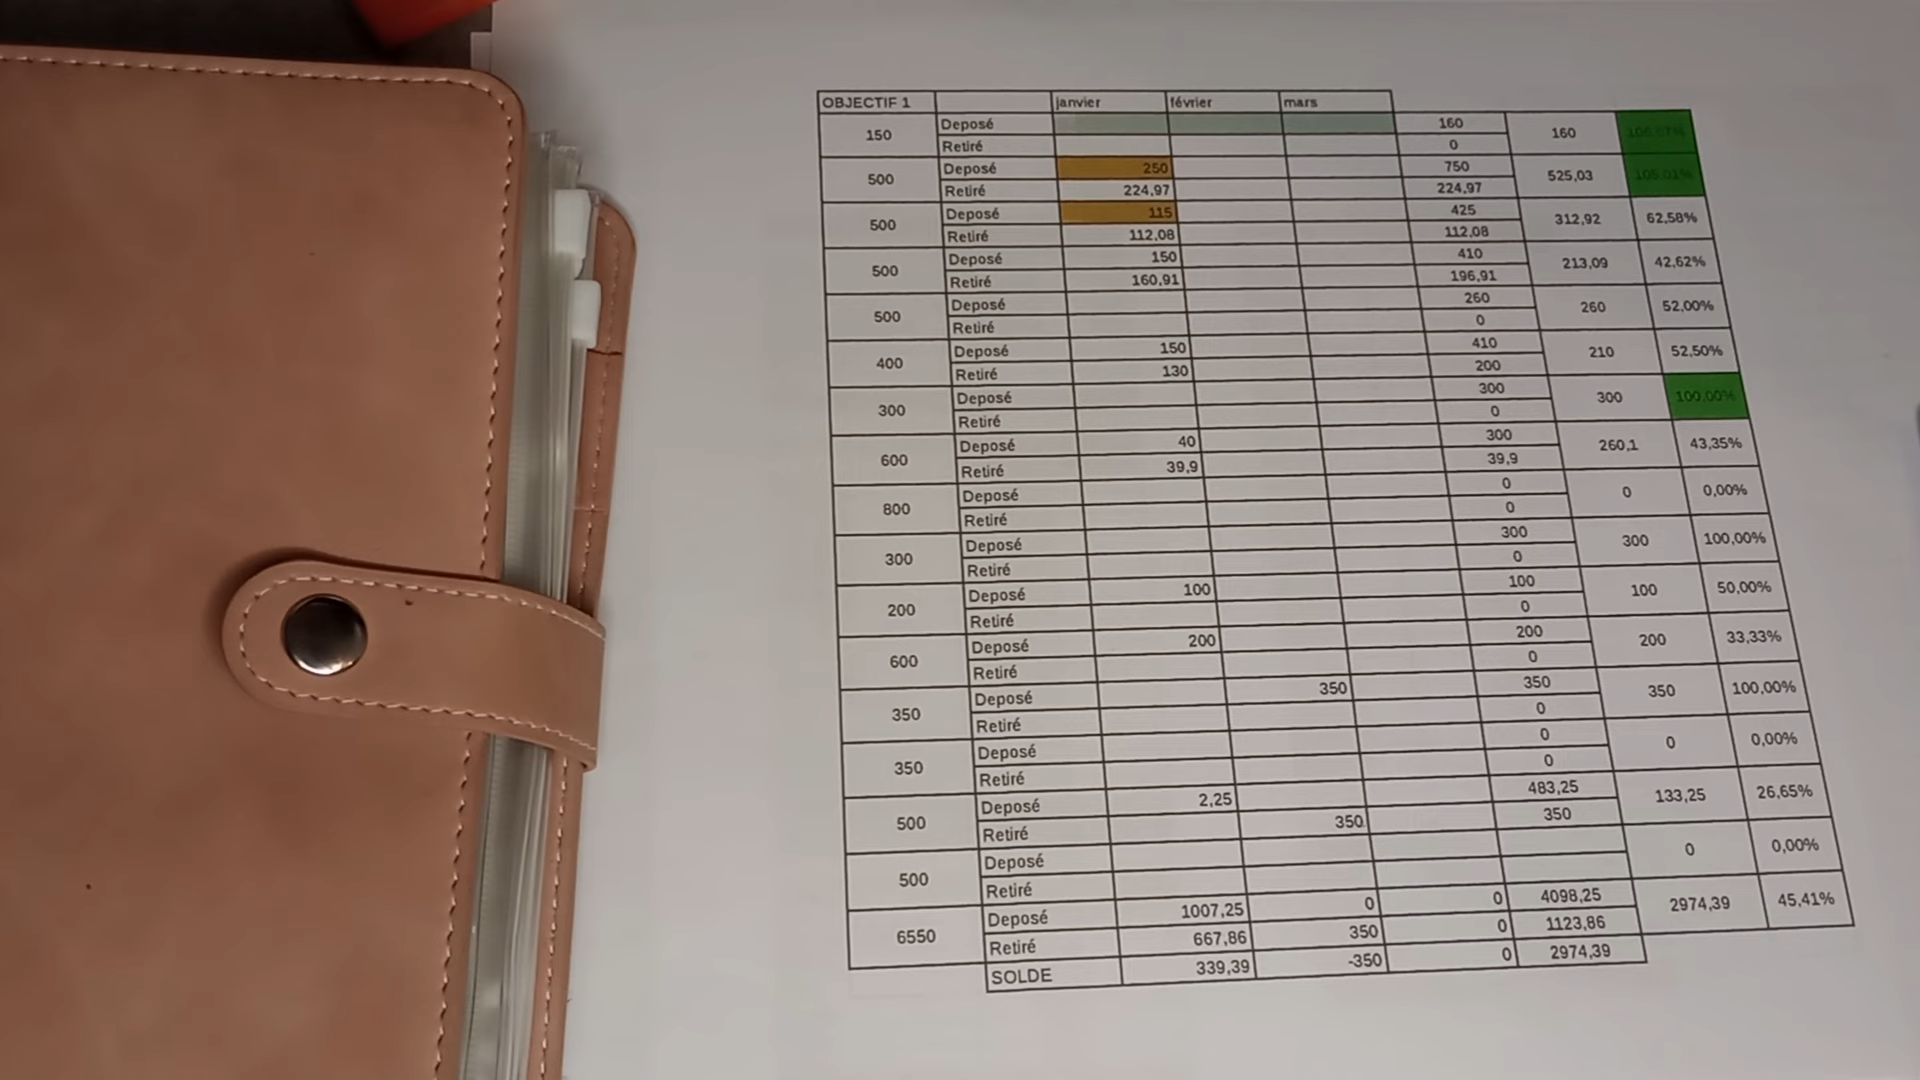 OBJECTIF 1 janvier février mars
150 Deposé 160 160 106,67%
Retiré 0
500 Deposé 250 750 525,03 105,01%
Retiré 224,97 224,97
500 Deposé 115 425 312,92 62,58%
Retiré 112,08 112,08
500 Deposé 150 410 213,09 42,62%
Retiré 160,91 196,91
500 Deposé 260 260 52,00%
Retiré 0
400 Deposé 150 410 210 52,50%
Retiré 130 200
300 Deposé 300 300 100,00%
Retiré 0
600 Deposé 40 300 260,1 43,35%
Retiré 39,9 39,9
800 Deposé 0 0 0,00%
Retiré 0
300 Deposé 300 300 100,00%
Retiré 0
200 Deposé 100 100 100 50,00%
Retiré 0
600 Deposé 200 200 200 33,33%
Retiré 0
350 Deposé 350 350 350 100,00%
Retiré 0
350 Deposé 0 0 0,00%
Retiré 0
500 Deposé 2,25 483,25 133,25 26,65%
Retiré 350 350
500 Deposé 0 0,00%
Retiré
6550 Deposé 1007,25 0 0 4098,25 2974,39 45,41%
Retiré 667,86 350 0 1123,86
SOLDE 339,39 -350 0 2974,39